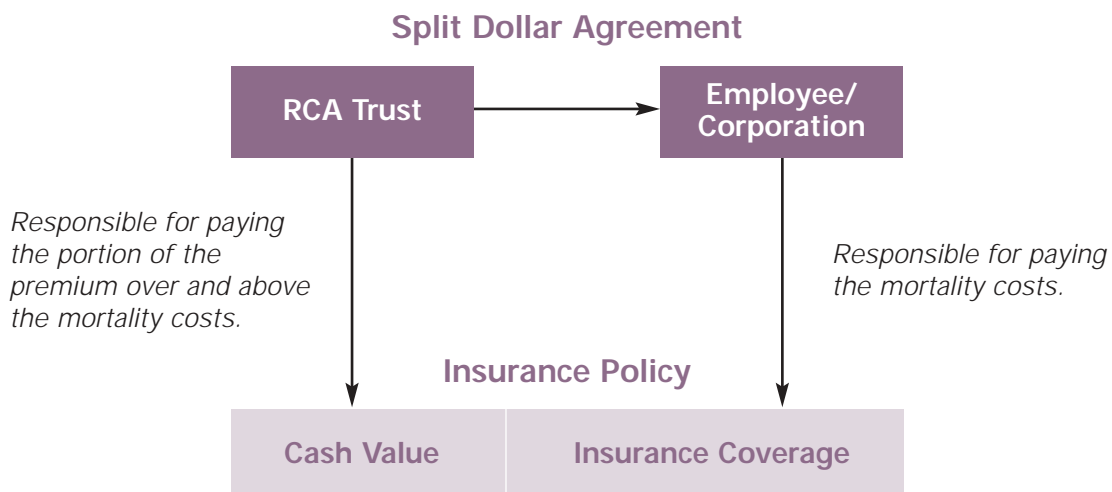 Split Dollar Agreement
RCA Trust
Employee/
Corporation
Responsible for paying
the portion of the
premium over and above
the mortality costs.
Responsible for paying
the mortality costs.
Insurance Policy
Cash Value
Insurance Coverage